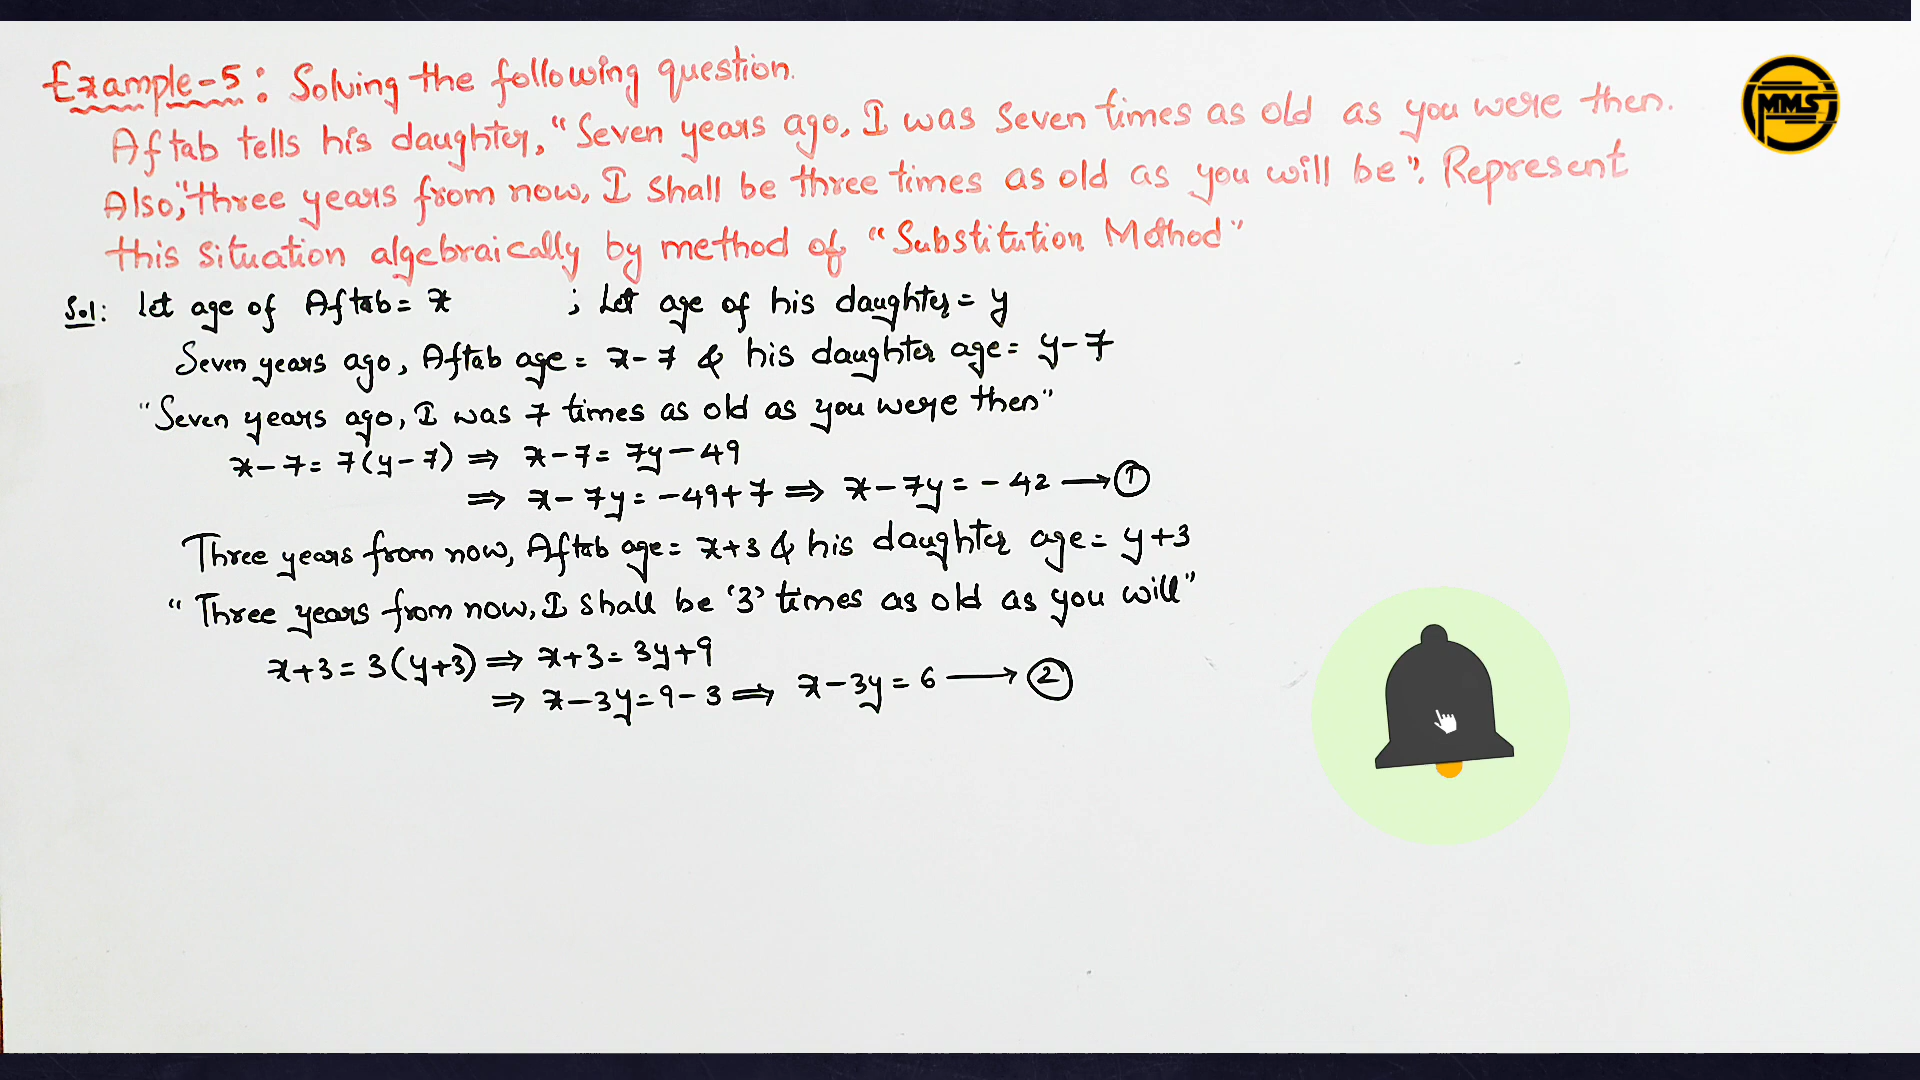 Example-5: Solving the following question.
Aftab tells his daughter, "Seven years ago, I was seven times as old as you were then.
Also,"three years from now, I shall be three times as old as you will be". Represent
this situation algebraically by method of "Substitution Method"
Sol: let age of Aftab = x ; Let age of his daughter = y
Seven years ago, Aftab age = x-7 & his daughter age = y-7
"Seven years ago, I was 7 times as old as you were then"
x-7 = 7(y-7) ⇒ x-7 = 7y-49
⇒ x-7y = -49+7 ⇒ x-7y = -42 → ①
Three years from now, Aftab age = x+3 & his daughter age = y+3
"Three years from now, I shall be '3' times as old as you will"
x+3 = 3(y+3) ⇒ x+3 = 3y+9
⇒ x-3y = 9-3 ⇒ x-3y = 6 → ②
MMS